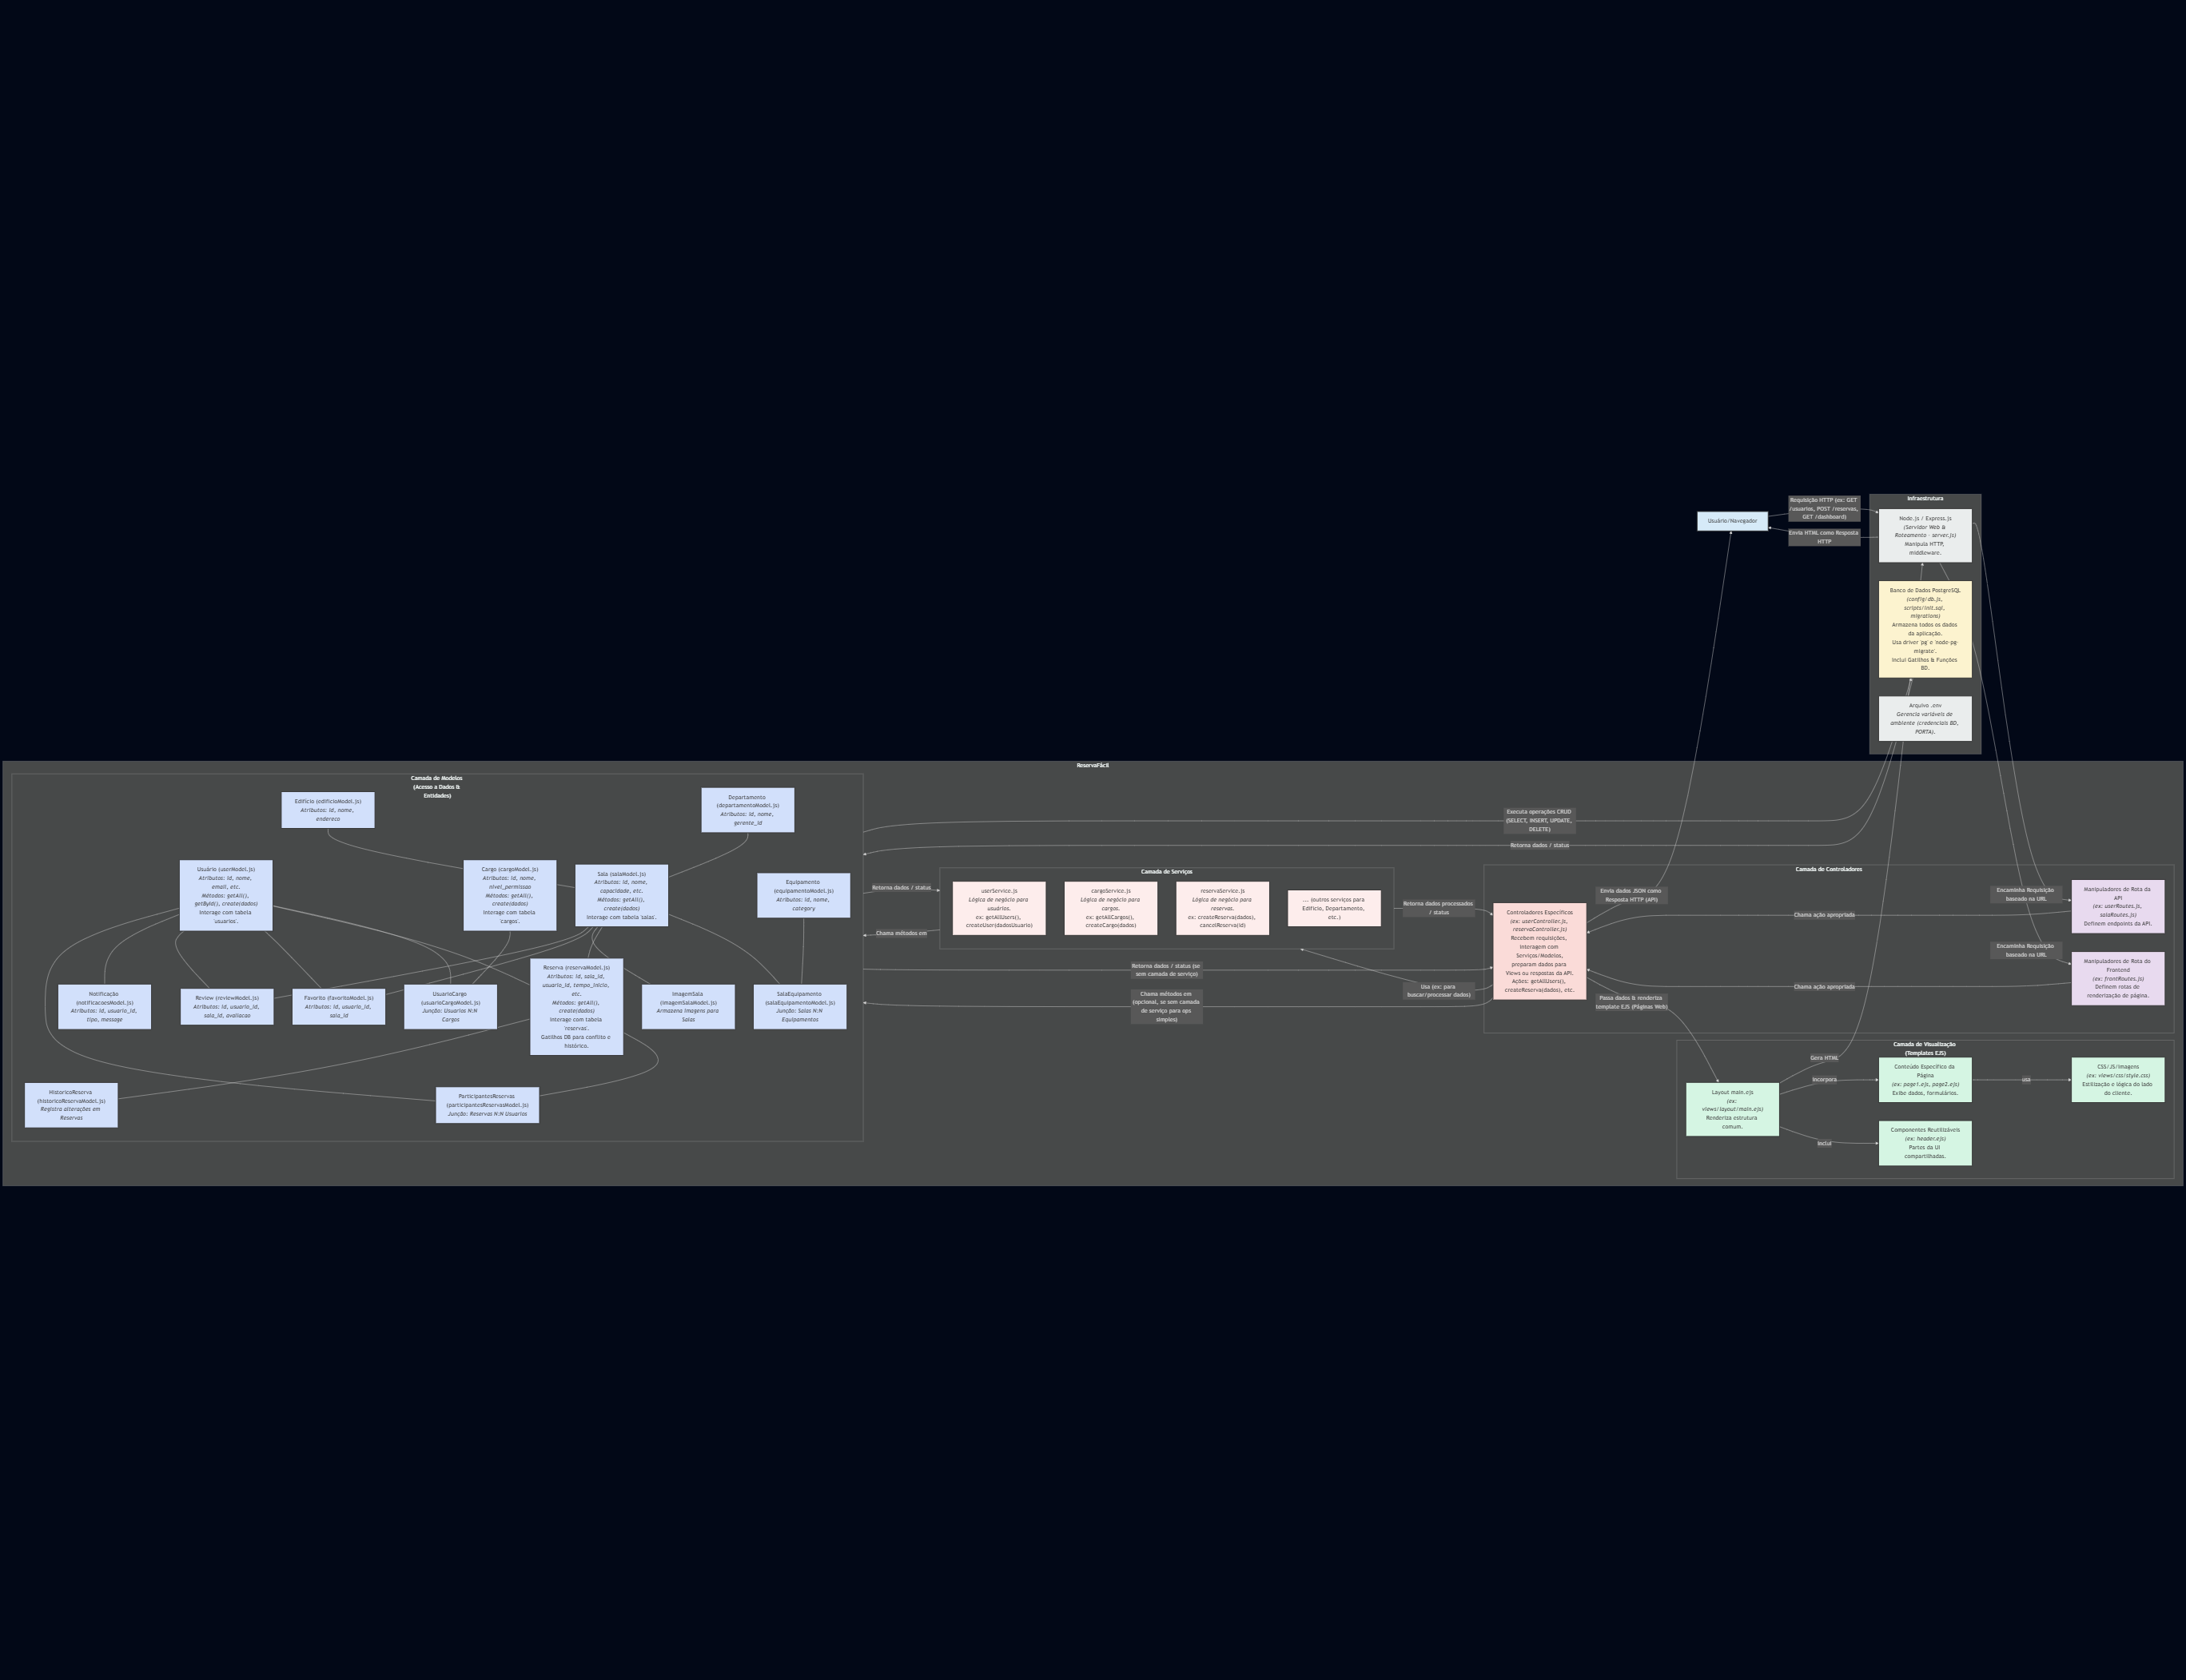 Infraestrutura
Usuário/Navegador
Requisição HTTP (ex: GET
/usuarios, POST /reservas,
GET /dashboard)
Envia HTML como Resposta
HTTP
Node.js / Express.js
(Servidor Web &
Roteamento - server.js)
Manipula HTTP,
middleware.
Banco de Dados PostgreSQL
(config/db.js,
scripts/init.sql,
migrations)
Armazena todos os dados
da aplicação.
Usa driver 'pg' e 'node-pg-
migrate'.
Inclui Gatilhos & Funções
BD.
Arquivo .env
Gerencia variáveis de
ambiente (credenciais BD,
PORTA).
ReservaFácil
Camada de Modelos
(Acesso a Dados &
Entidades)
Edifício (edificioModel.js)
Atributos: id, nome,
endereco
Departamento
(departamentoModel.js)
Atributos: id, nome,
gerente_id
Usuário (userModel.js)
Atributos: id, nome,
email, etc.
Métodos: getAll(),
getById(), create(dados)
Interage com tabela
'usuarios'.
Cargo (cargoModel.js)
Atributos: id, nome,
nivel_permissao
Métodos: getAll(),
create(dados)
Interage com tabela
'cargos'.
Sala (salaModel.js)
Atributos: id, nome,
capacidade, etc.
Métodos: getAll(),
create(dados)
Interage com tabela 'salas'.
Equipamento
(equipamentoModel.js)
Atributos: id, nome,
category
Notificação
(notificacaesModel.js)
Atributos: id, usuario_id,
tipo, message
Review (reviewModel.js)
Atributos: id, usuario_id,
sala_id, avaliacao
Favorito (favoritoModel.js)
Atributos: id, usuario_id,
sala_id
UsuarioCargo
(usuarioCargoModel.js)
Junção: Usuarios N:N
Cargos
Reserva (reservaModel.js)
Atributos: id, sala_id,
usuario_id, tempo_inicio,
etc.
Métodos: getAll(),
create(dados)
Interage com tabela
'reservas'.
Gatilhos DB para conflito e
histórico.
ImagemSala
(imagemSalaModel.js)
Armazena imagens para
Salas
SalaEquipamento
(salaEquipamentoModel.js)
Junção: Salas N:N
Equipamentos
HistoricoReserva
(historicoReservaModel.js)
Registra alterações em
Reservas
ParticipantesReservas
(participantesReservasModel.js)
Junção: Reservas N:N Usuarios
Executa operações CRUD
(SELECT, INSERT, UPDATE,
DELETE)
Retorna dados / status
Retorna dados / status
Chama métodos em
Camada de Serviços
userService.js
Lógica de negócio para
usuários.
ex: getAllUsers(),
createUser(dadosUsuario)
cargoService.js
Lógica de negócio para
cargos.
ex: getAllCargos(),
createCargo(dados)
reservaService.js
Lógica de negócio para
reservas.
ex: createReserva(dados),
cancelReserva(id)
... (outros serviços para
Edifício, Departamento,
etc.)
Retorna dados processados
/ status
Retorna dados / status (se
sem camada de serviço)
Usa (ex: para
buscar/processar dados)
Chama métodos em
(opcional, se sem camada
de serviço para ops
simples)
Camada de Controladores
Controladores Específicos
(ex: userController.js,
reservaController.js)
Recebem requisições,
interagem com
Serviços/Modelos,
preparam dados para
Views ou respostas da API.
Ações: getAllUsers(),
createReserva(dados), etc.
Envia dados JSON como
Resposta HTTP (API)
Chama ação apropriada
Chama ação apropriada
Passa dados & renderiza
template EJS (Páginas Web)
Encaminha Requisição
baseado na URL
Encaminha Requisição
baseado na URL
Manipuladores de Rota da
API
(ex: userRoutes.js,
salaRoutes.js)
Definem endpoints da API.
Manipuladores de Rota do
Frontend
(ex: frontRoutes.js)
Definem rotas de
renderização de página.
Camada de Visualização
(Templates EJS)
Layout main.ejs
(ex:
views/layout/main.ejs)
Renderiza estrutura
comum.
Gera HTML
Incorpora
Inclui
Conteúdo Específico da
Página
(ex: page1.ejs, page2.ejs)
Exibe dados, formulários.
usa
CSS/JS/Imagens
(ex: views/css/style.css)
Estilização e lógica do lado
do cliente.
Componentes Reutilizáveis
(ex: header.ejs)
Partes da UI
compartilhadas.